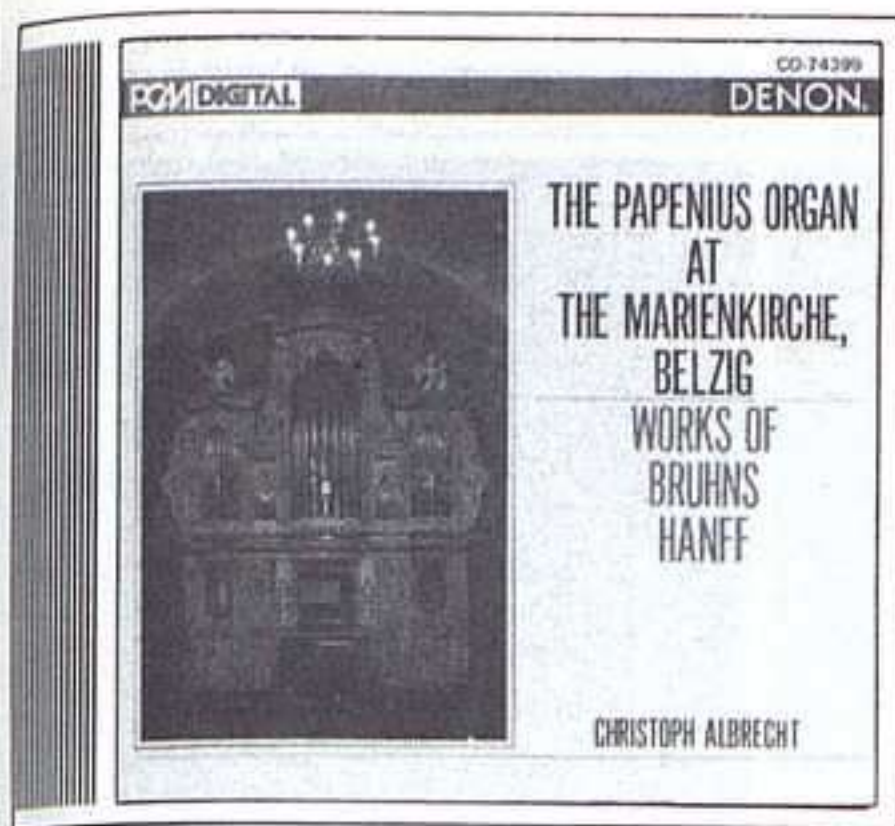 CO-74399
PCM DIGITAL
DENON.
THE PAPENIUS ORGAN
AT
THE MARIENKIRCHE,
BELZIG
WORKS OF
BRUHNS
HANFF
CHRISTOPH ALBRECHT